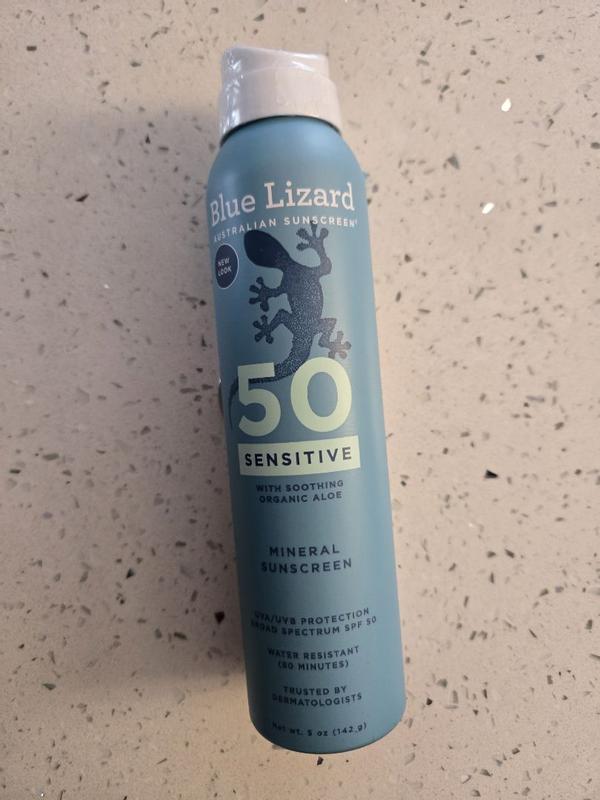 Blue Lizard
AUSTRALIAN SUNSCREEN®
NEW
LOOK
50
SENSITIVE
WITH SOOTHING
ORGANIC ALOE
MINERAL
SUNSCREEN
UVA/UVB PROTECTION
BROAD SPECTRUM SPF 50
WATER RESISTANT
(80 MINUTES)
TRUSTED BY
DERMATOLOGISTS
Net wt. 5 oz (142 g)